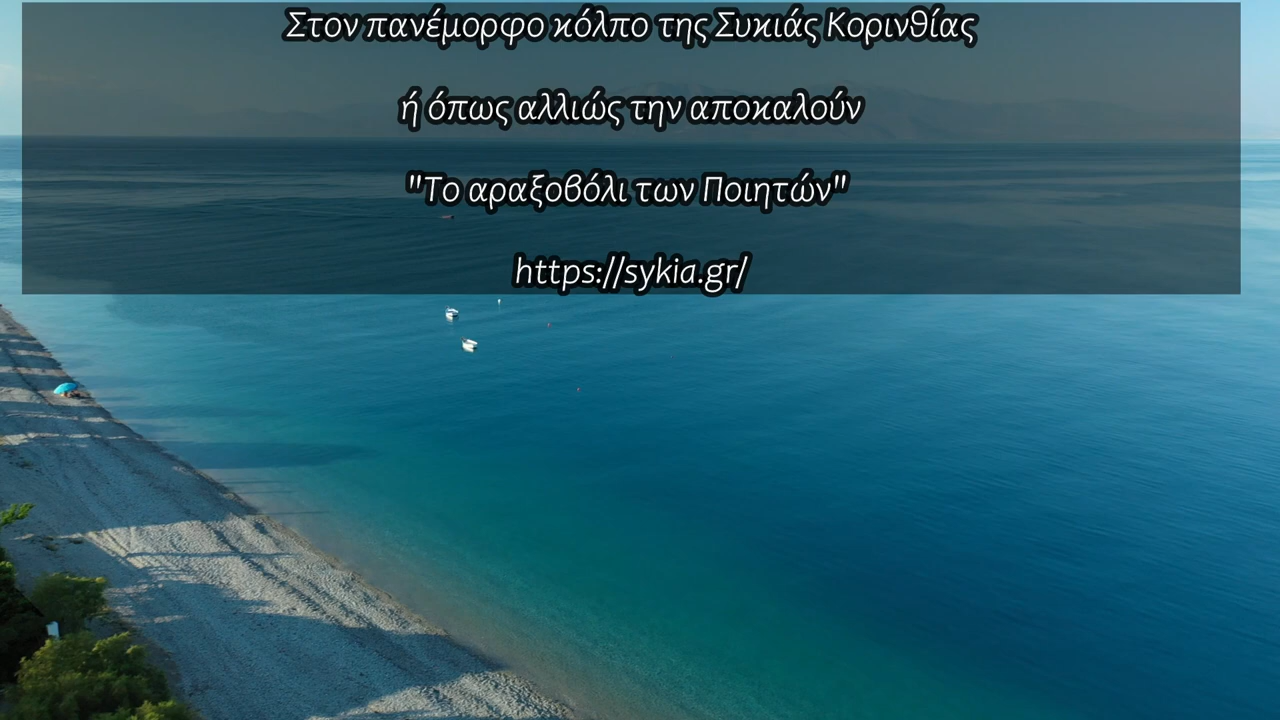 Στον πανέμορφο κόλπο της Συκιάς Κορινθίας
ή όπως αλλιώς την αποκαλούν
"Το αραξοβόλι των Ποιητών"
https://sykia.gr/